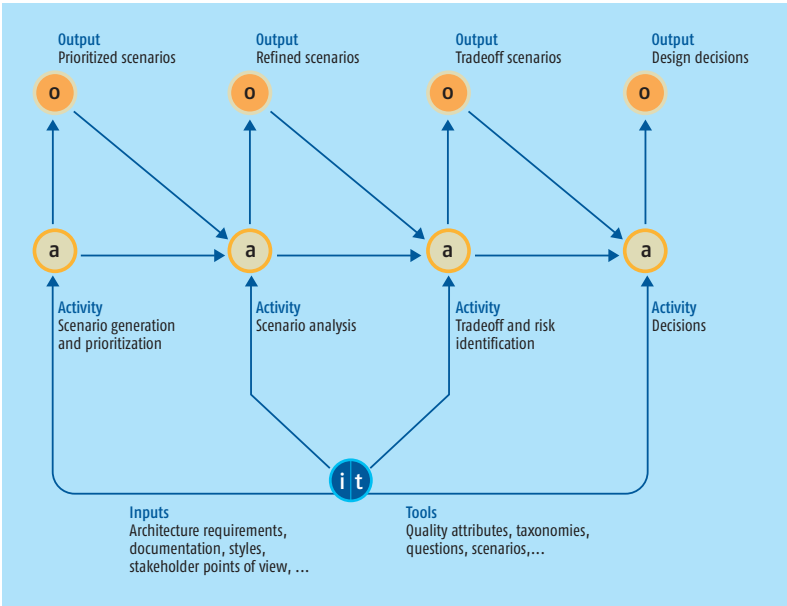 Output
Prioritized scenarios
Output
Refined scenarios
Output
Tradeoff scenarios
Output
Design decisions
o
o
o
o
a
a
a
a
Activity
Scenario generation
and prioritization
Activity
Scenario analysis
Activity
Tradeoff and risk
identification
Activity
Decisions
i t
Inputs
Architecture requirements,
documentation, styles,
stakeholder points of view, ...
Tools
Quality attributes, taxonomies,
questions, scenarios,...